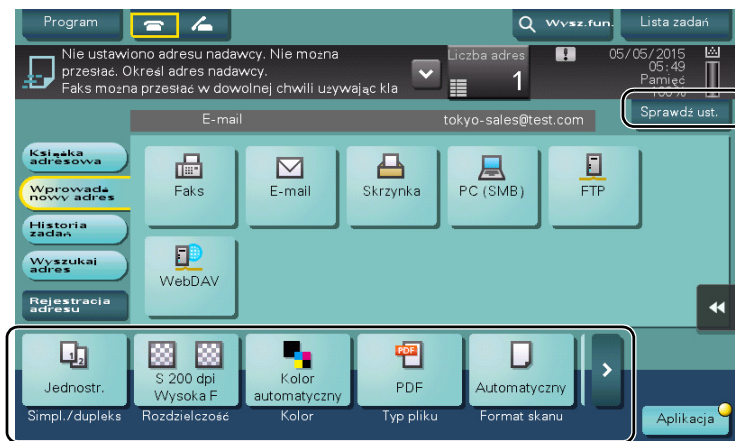 Program
Wysz.fun.
Lista zadań
Nie ustawiono adresu nadawcy. Nie można
przesłać. Określ adres nadawcy.
Faks można przesłać w dowolnej chwili używając kla
Liczba adres
1
05/05/2015
05:49
Pamięć
100%
Sprawdź ust.
E-mail
tokyo-sales@test.com
Książka
adresowa
Wprowadź
nowy adres
Historia
zadań
Wyszukaj
adres
Rejestracja
adresu
Faks
E-mail
Skrzynka
PC (SMB)
FTP
WebDAV
Jednostr.
S 200 dpi
Wysoka F
Kolor
automatyczny
PDF
PDF
Automatyczny
Simpl./dupleks
Rozdzielczość
Kolor
Typ pliku
Format skanu
Aplikacja